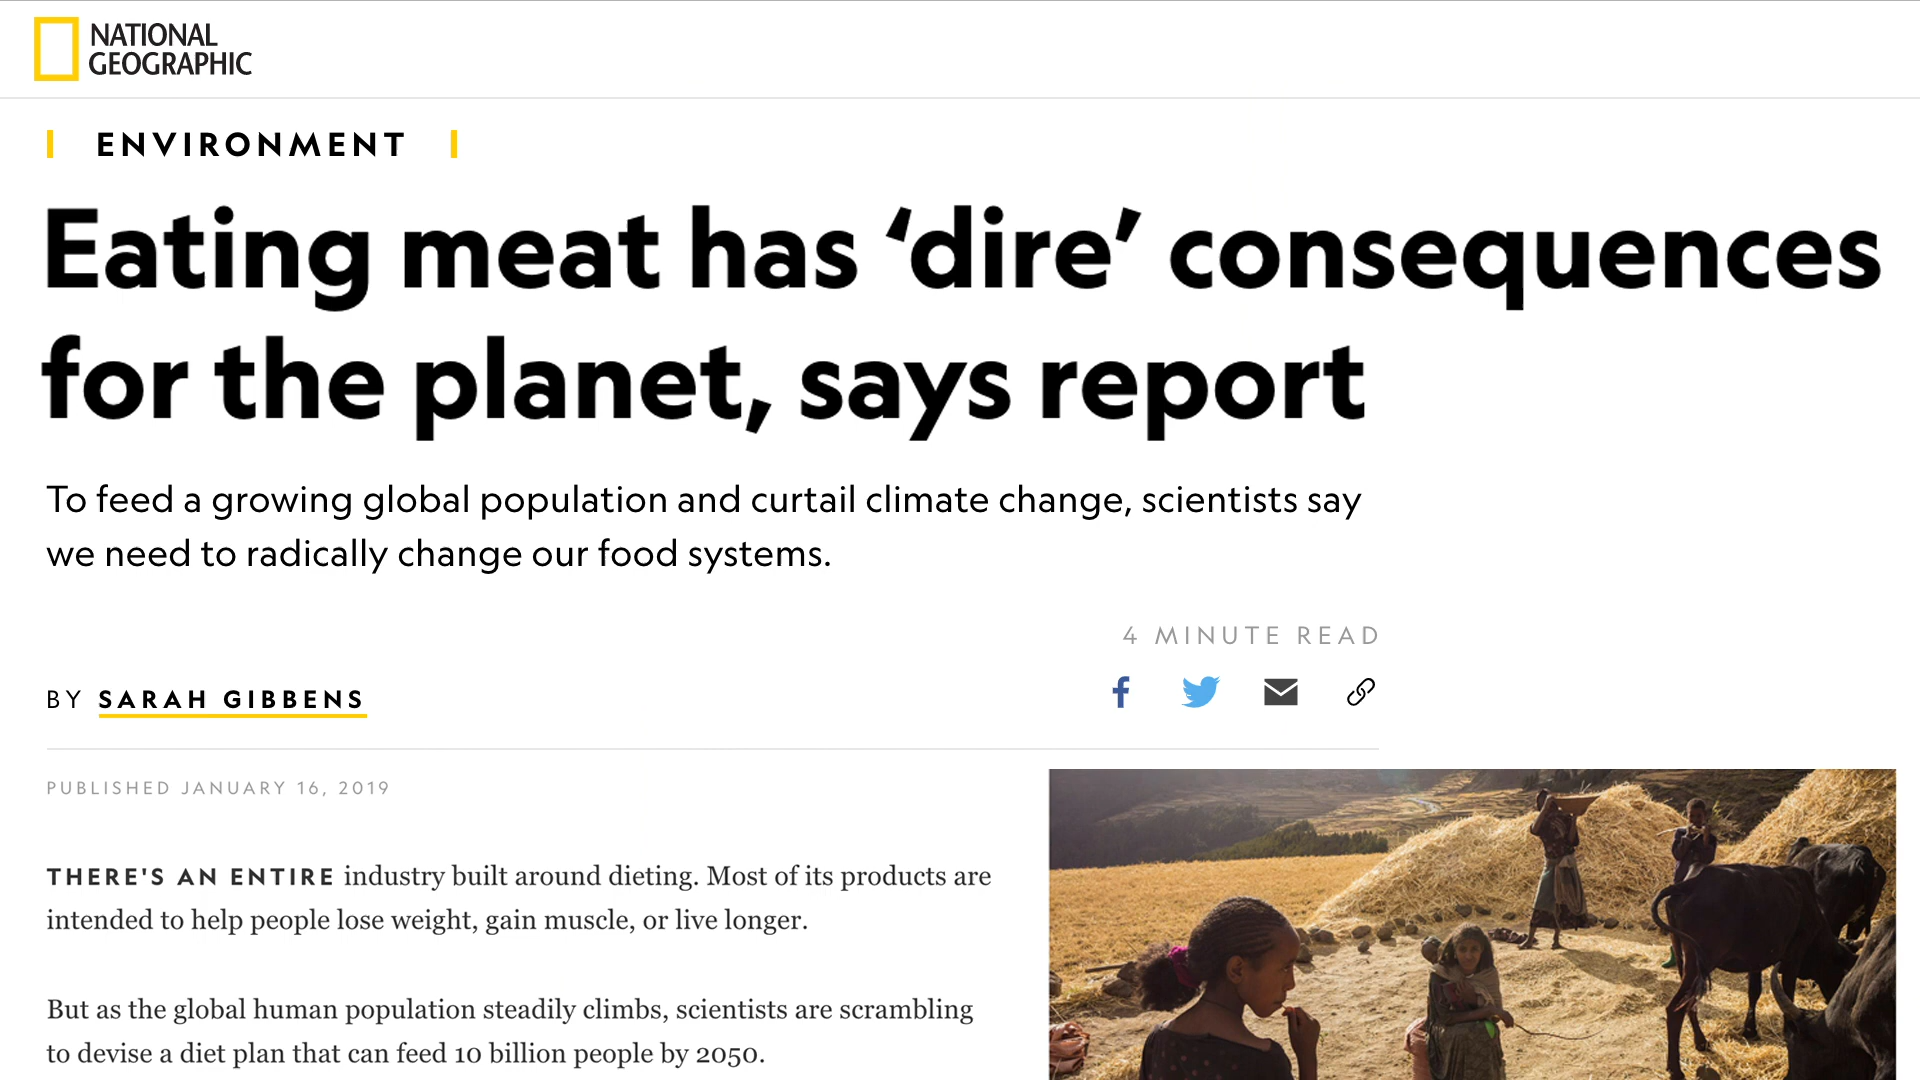 NATIONAL
GEOGRAPHIC
ENVIRONMENT
Eating meat has ‘dire’ consequences
for the planet, says report
To feed a growing global population and curtail climate change, scientists say
we need to radically change our food systems.
4 MINUTE READ
BY SARAH GIBBENS
PUBLISHED JANUARY 16, 2019
THERE'S AN ENTIRE industry built around dieting. Most of its products are
intended to help people lose weight, gain muscle, or live longer.
But as the global human population steadily climbs, scientists are scrambling
to devise a diet plan that can feed 10 billion people by 2050.